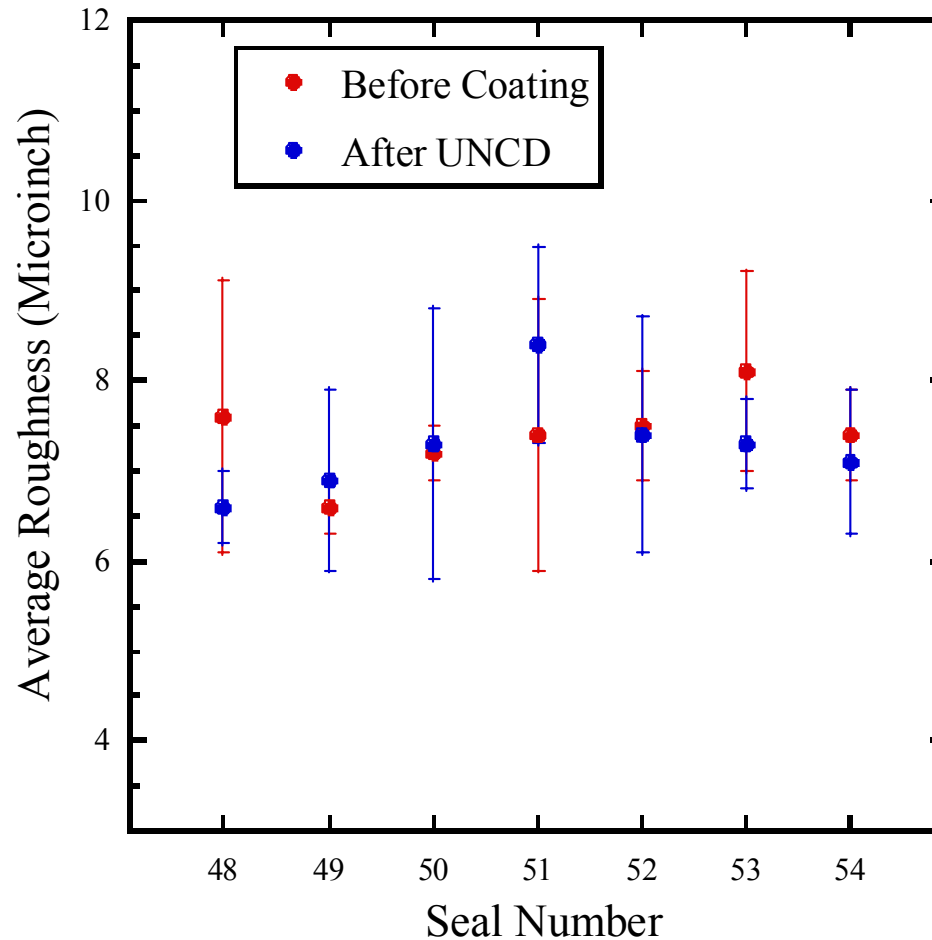 12
10
8
6
4
Average Roughness (Microinch)
Before Coating
After UNCD
48 49 50 51 52 53 54
Seal Number